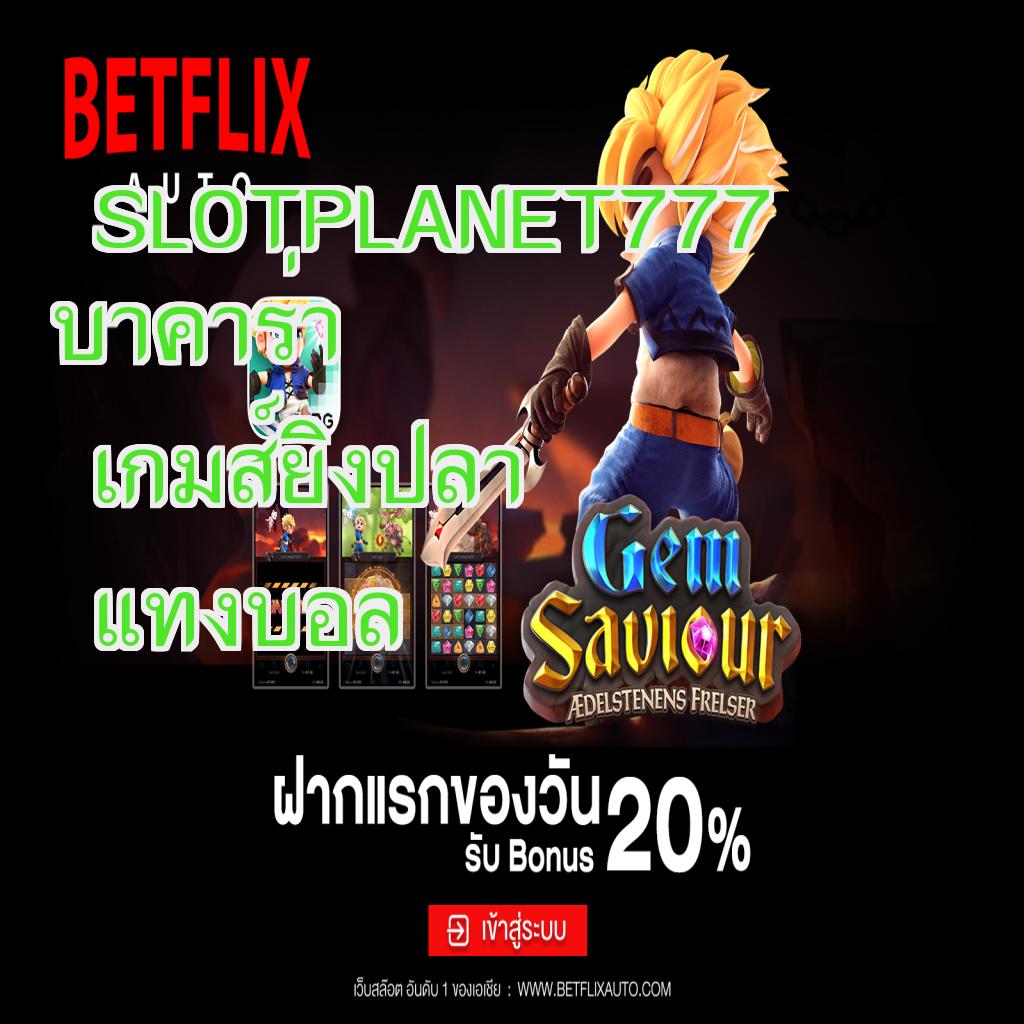 BETFLIX
AUTO
SLOTPLANET777
บาคาร่า
เกมส์ยิงปลา
แทงบอล
Gem
Saviour
ÆDELSTENENS FRELSER
ฝากแรกของวัน
รับ Bonus 20%
เข้าสู่ระบบ
เว็บสล๊อต อันดับ 1 ของเอเชีย : WWW.BETFLIXAUTO.COM